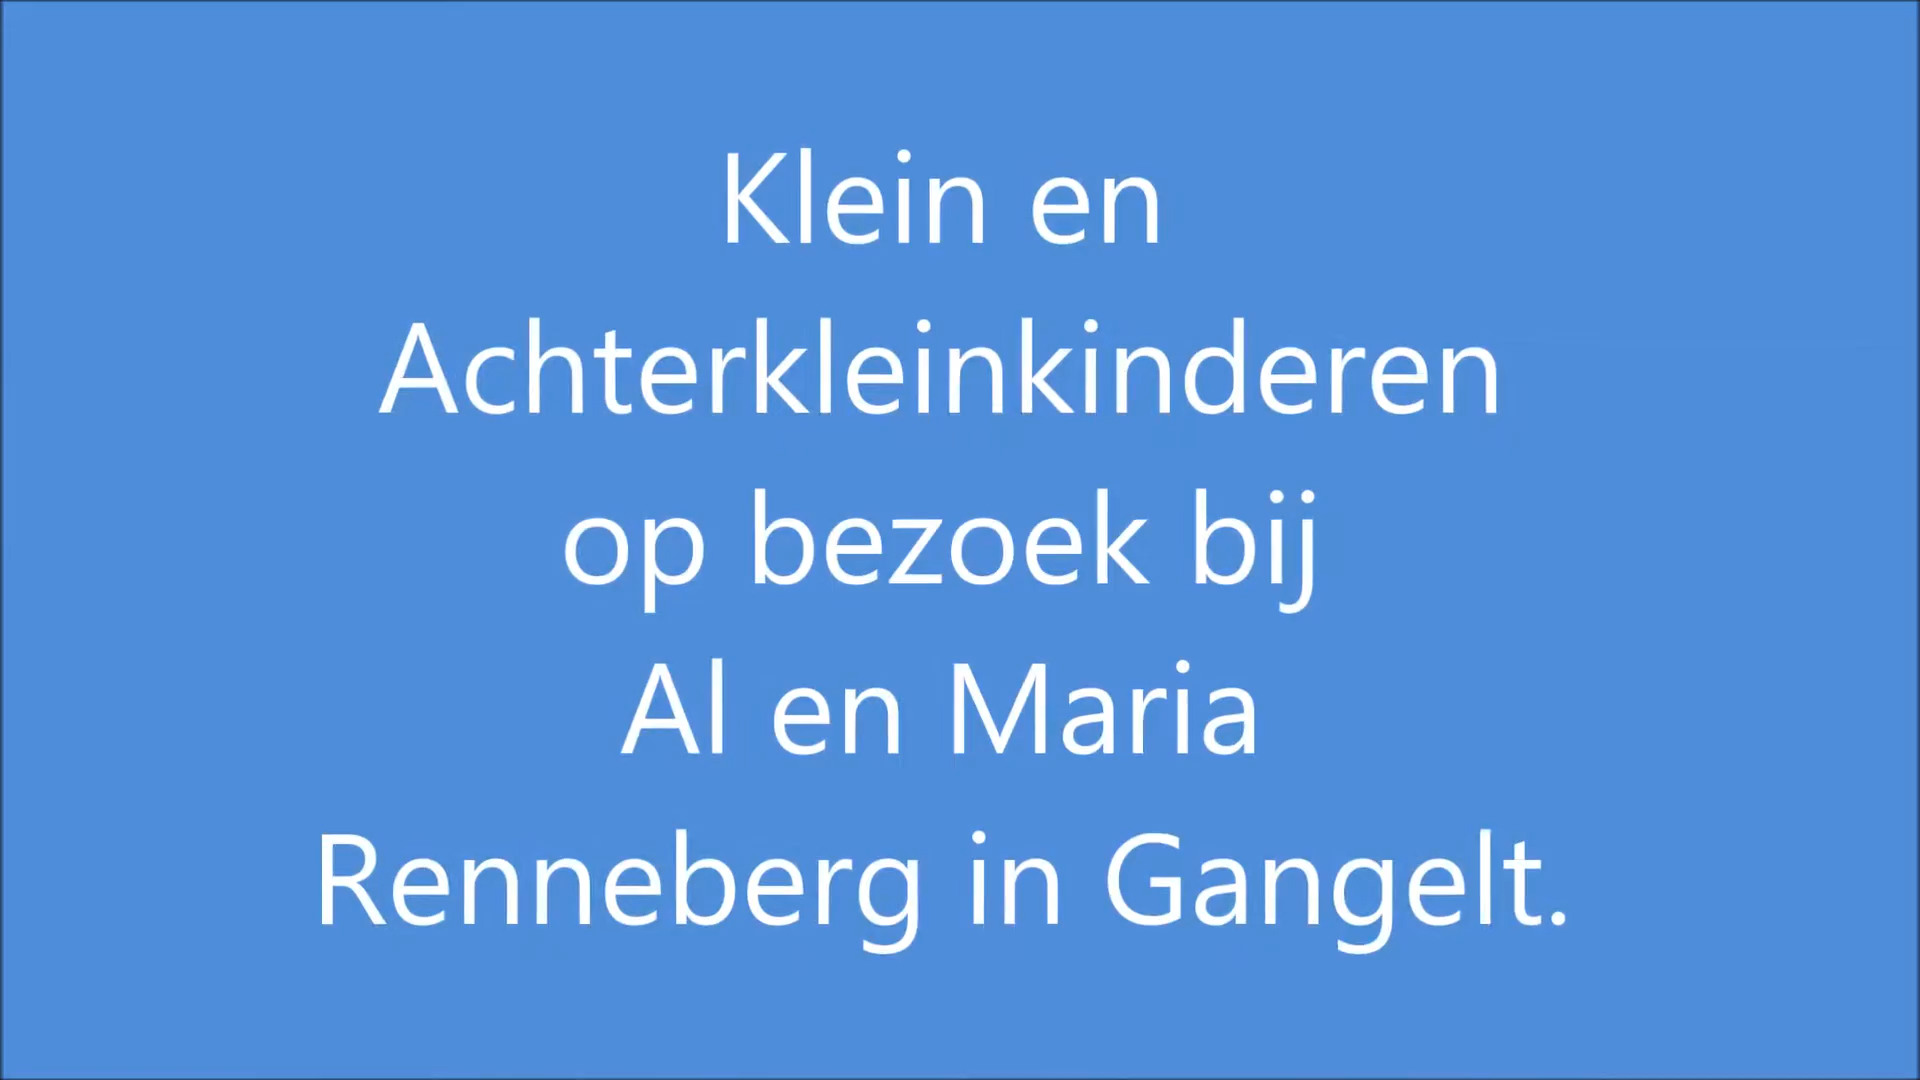 Klein en
Achterkleinkinderen
op bezoek bij
Al en Maria
Renneberg in Gangelt.